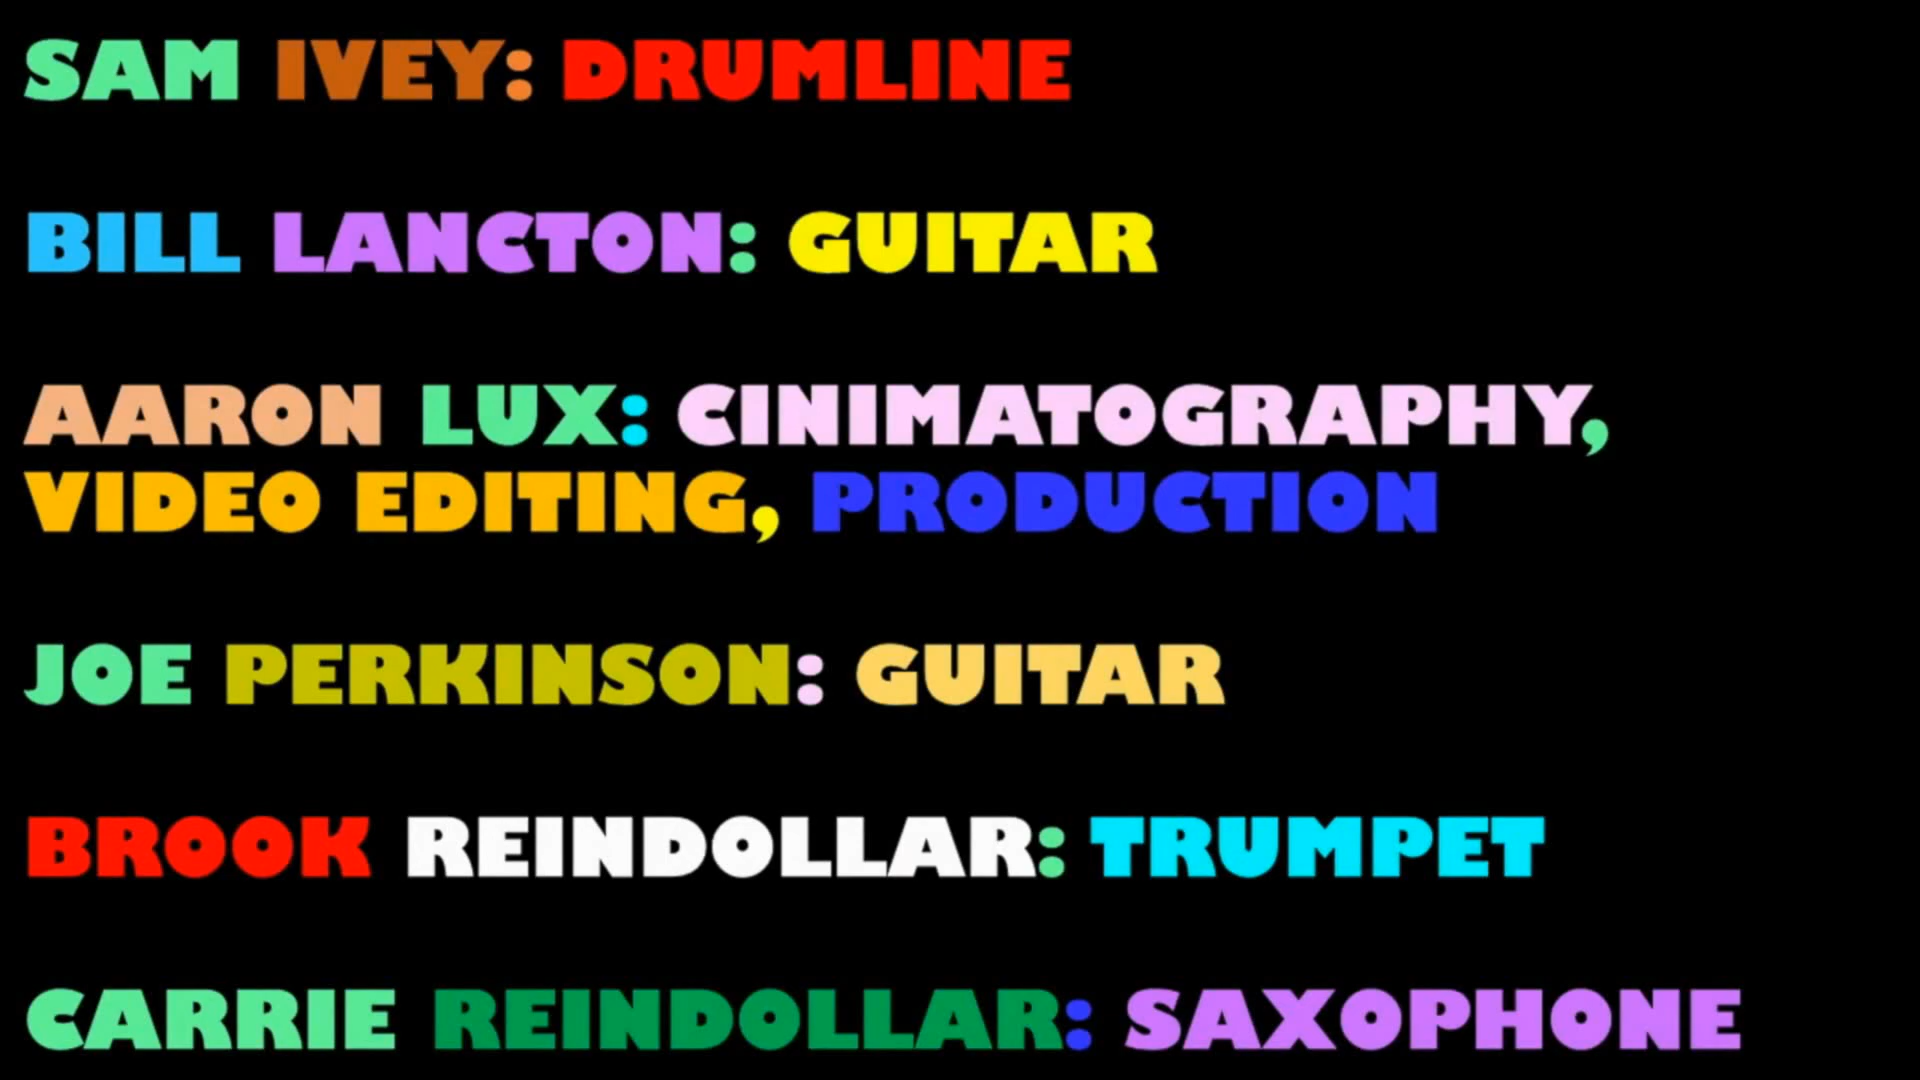 SAM IVEY: DRUMLINE
BILL LANCTON: GUITAR
AARON LUX: CINIMATOGRAPHY,
VIDEO EDITING, PRODUCTION
JOE PERKINSON: GUITAR
BROOK REINDOLLAR: TRUMPET
CARRIE REINDOLLAR: SAXOPHONE